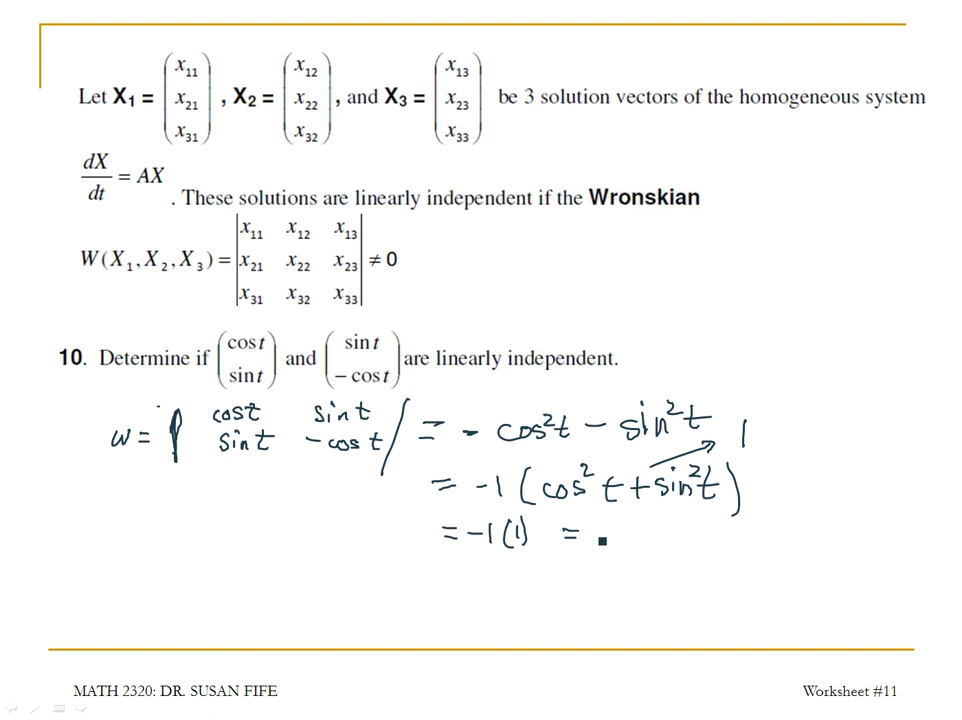 Let X₁ = (x₁₁ x₂₁ x₃₁), X₂ = (x₁₂ x₂₂ x₃₂), and X₃ = (x₁₃ x₂₃ x₃₃) be 3 solution vectors of the homogeneous system
dX/dt = AX. These solutions are linearly independent if the Wronskian
W(X₁,X₂,X₃) = |x₁₁ x₁₂ x₁₃ x₂₁ x₂₂ x₂₃ x₃₁ x₃₂ x₃₃| ≠ 0
10. Determine if (cos t sin t) and (sin t − cos t) are linearly independent.
w = | cos t sin t sin t − cos t | = − cos²t − sin²t 1
= −1 (cos² t + sin² t)
= −1 (1) =
MATH 2320: DR. SUSAN FIFE
Worksheet #11